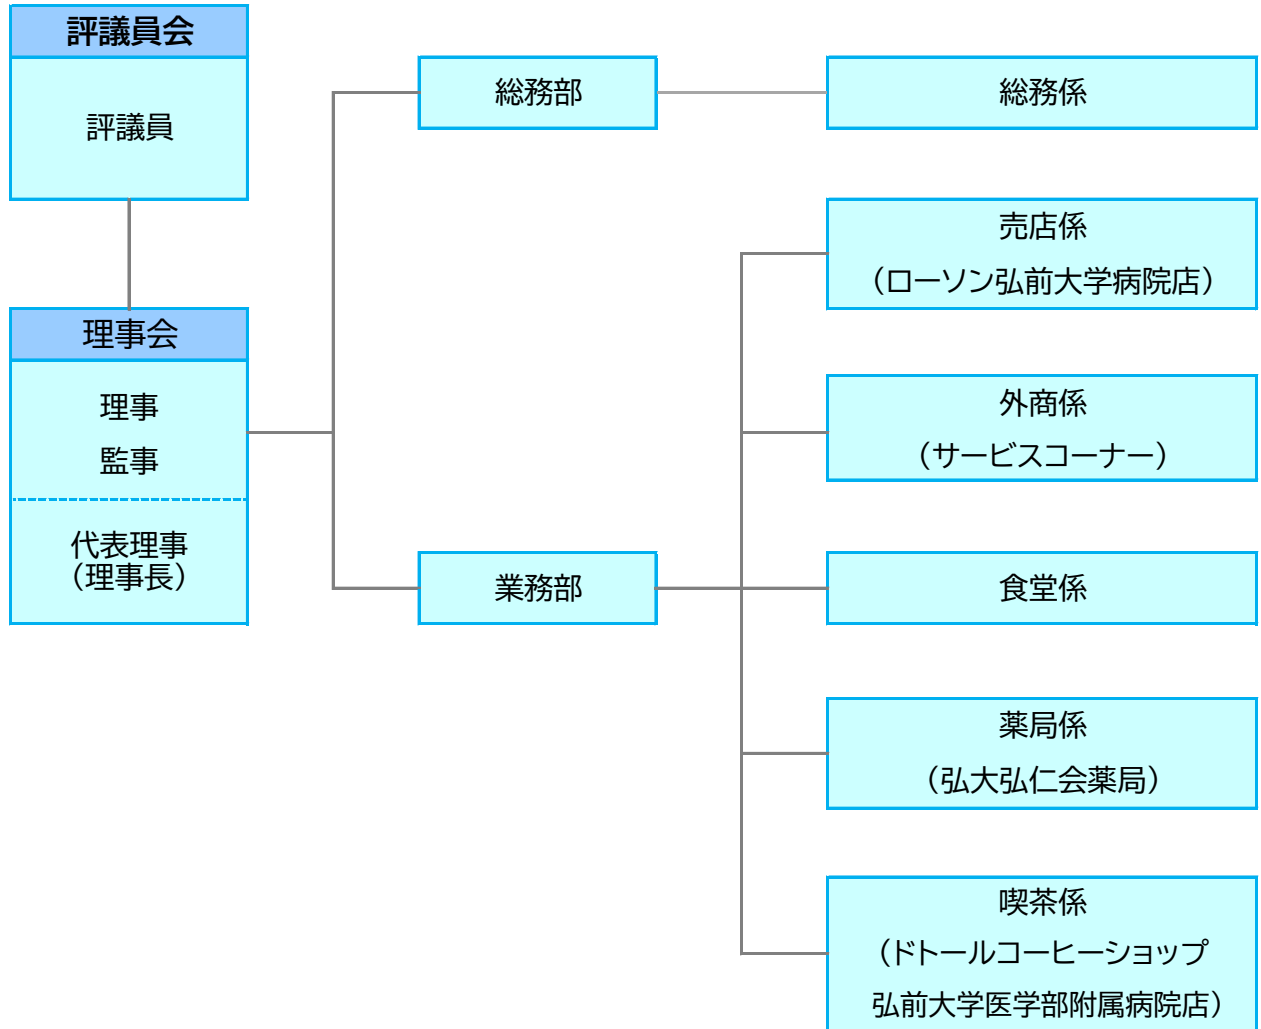 評議員会
評議員
理事会
理事
監事
代表理事
（理事長）
総務部
業務部
総務係
売店係
（ローソン弘前大学病院店）
外商係
（サービスコーナー）
食堂係
薬局係
（弘大弘仁会薬局）
喫茶係
（ドトールコーヒーショップ
弘前大学医学部附属病院店）